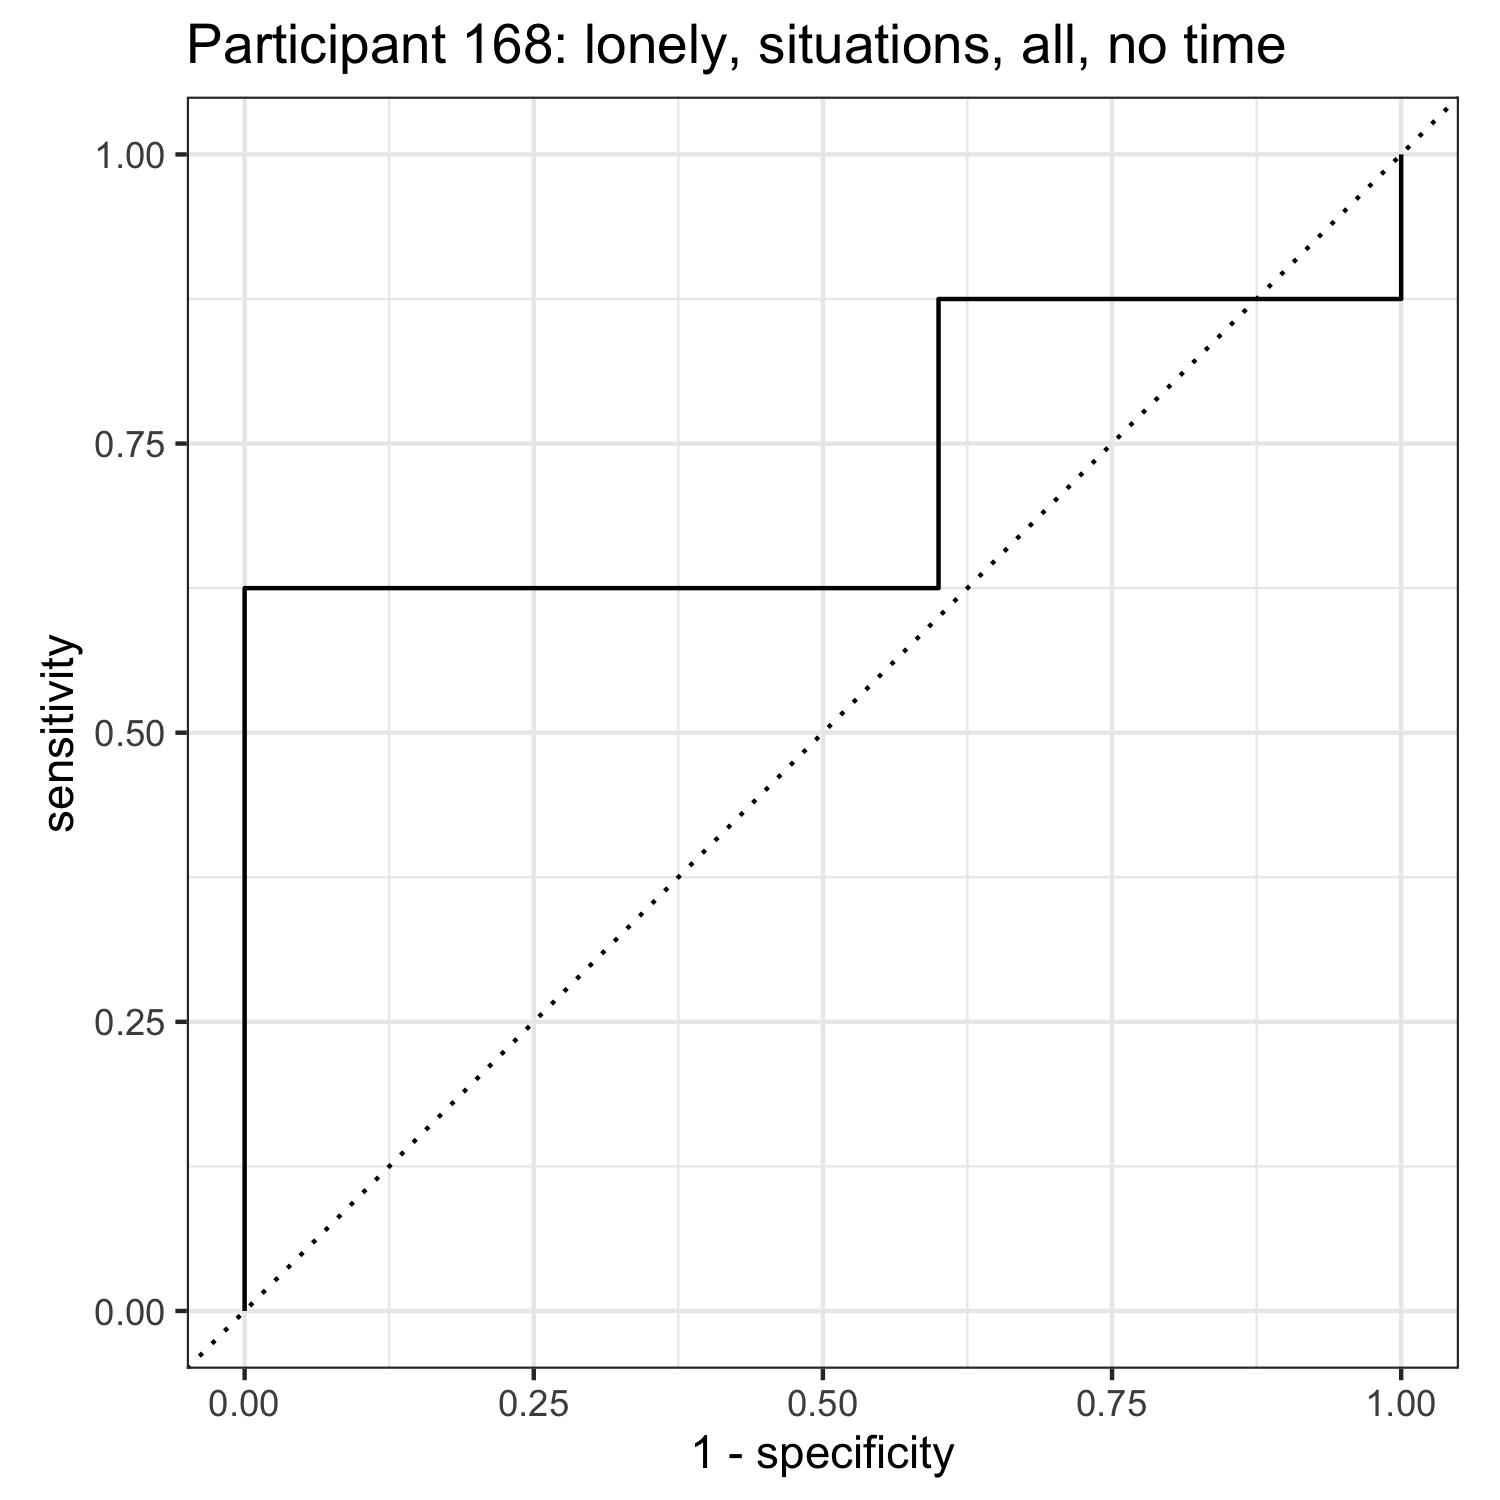 Participant 168: lonely, situations, all, no time
1.00
0.75
0.50
0.25
0.00
sensitivity
0.00 0.25 0.50 0.75 1.00
1 - specificity